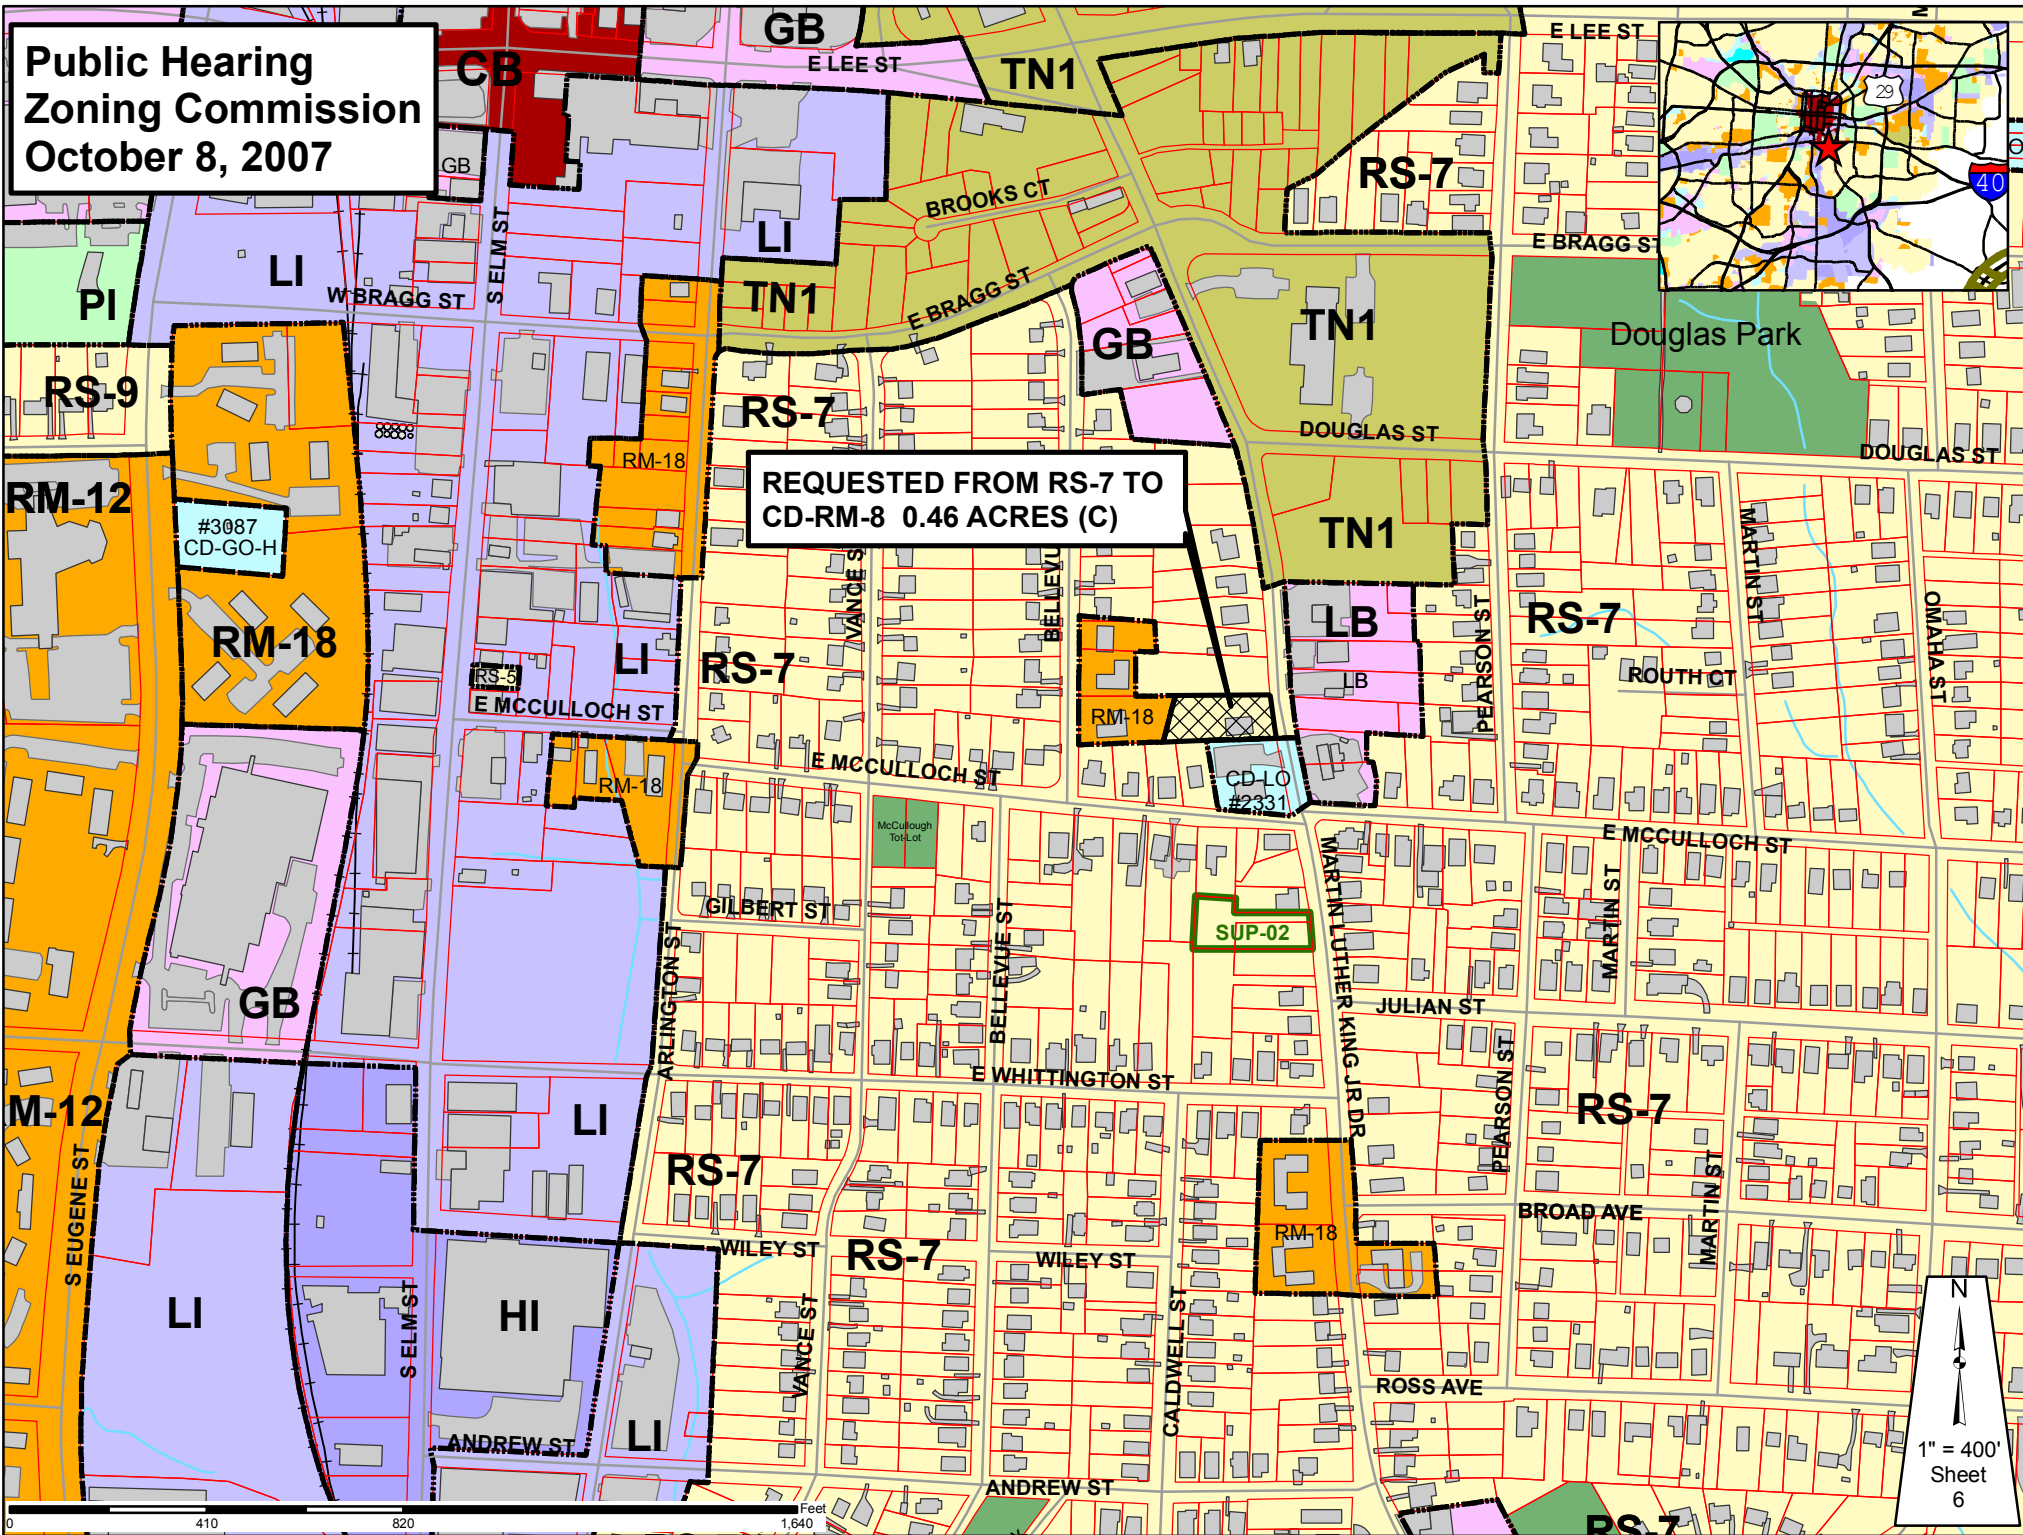 Public Hearing
Zoning Commission
October 8, 2007
CB
GB
E LEE ST
TN1
E LEE ST
29
40
GB
RS-7
BROOKS CT
LI
S ELM ST
LI
E BRAGG ST
PI
W BRAGG ST
TN1
E BRAGG ST
GB
TN1
Douglas Park
RS-9
RS-7
DOUGLAS ST
DOUGLAS ST
RM-18
RM-12
REQUESTED FROM RS-7 TO
CD-RM-8 0.46 ACRES (C)
#3087
CD-GO-H
TN1
MARTIN ST
VANCE S
BELLEVU
RM-18
LI
RS-7
LB
PEARSON ST
RS-7
OMAHA ST
RS-5
LB
ROUTH CT
E MCCULLOCH ST
RM-18
E MCCULLOCH ST
RM-18
CD-LO
#2331
McCullough
Tot-Lot
E MCCULLOCH ST
MARTIN LUTHER KING JR DR
MARTIN ST
GILBERT ST
SUP-02
ARLINGTON ST
BELLEVUE ST
GB
JULIAN ST
E WHITTINGTON ST
PEARSON ST
M-12
LI
RS-7
RS-7
S EUGENE ST
MARTIN ST
BROAD AVE
RM-18
WILEY ST
RS-7
WILEY ST
LI
S ELM ST
HI
VANCE ST
CALDWELL ST
N
ROSS AVE
ANDREW ST
LI
1" = 400'
Sheet
6
ANDREW ST
0 410 820 1,640 Feet
RS-7